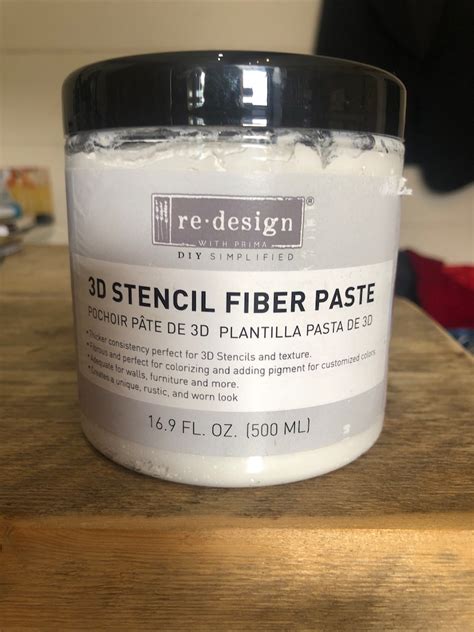 re·design®
WITH PRIMA
DIY SIMPLIFIED
3D STENCIL FIBER PASTE
POCHOIR PÂTE DE 3D PLANTILLA PASTA DE 3D
•Thicker consistency perfect for 3D Stencils and texture.
•Fibrous and perfect for colorizing and adding pigment for customized colors.
•Adequate for walls, furniture and more.
•Creates a unique, rustic, and worn look
16.9 FL. OZ. (500 ML)